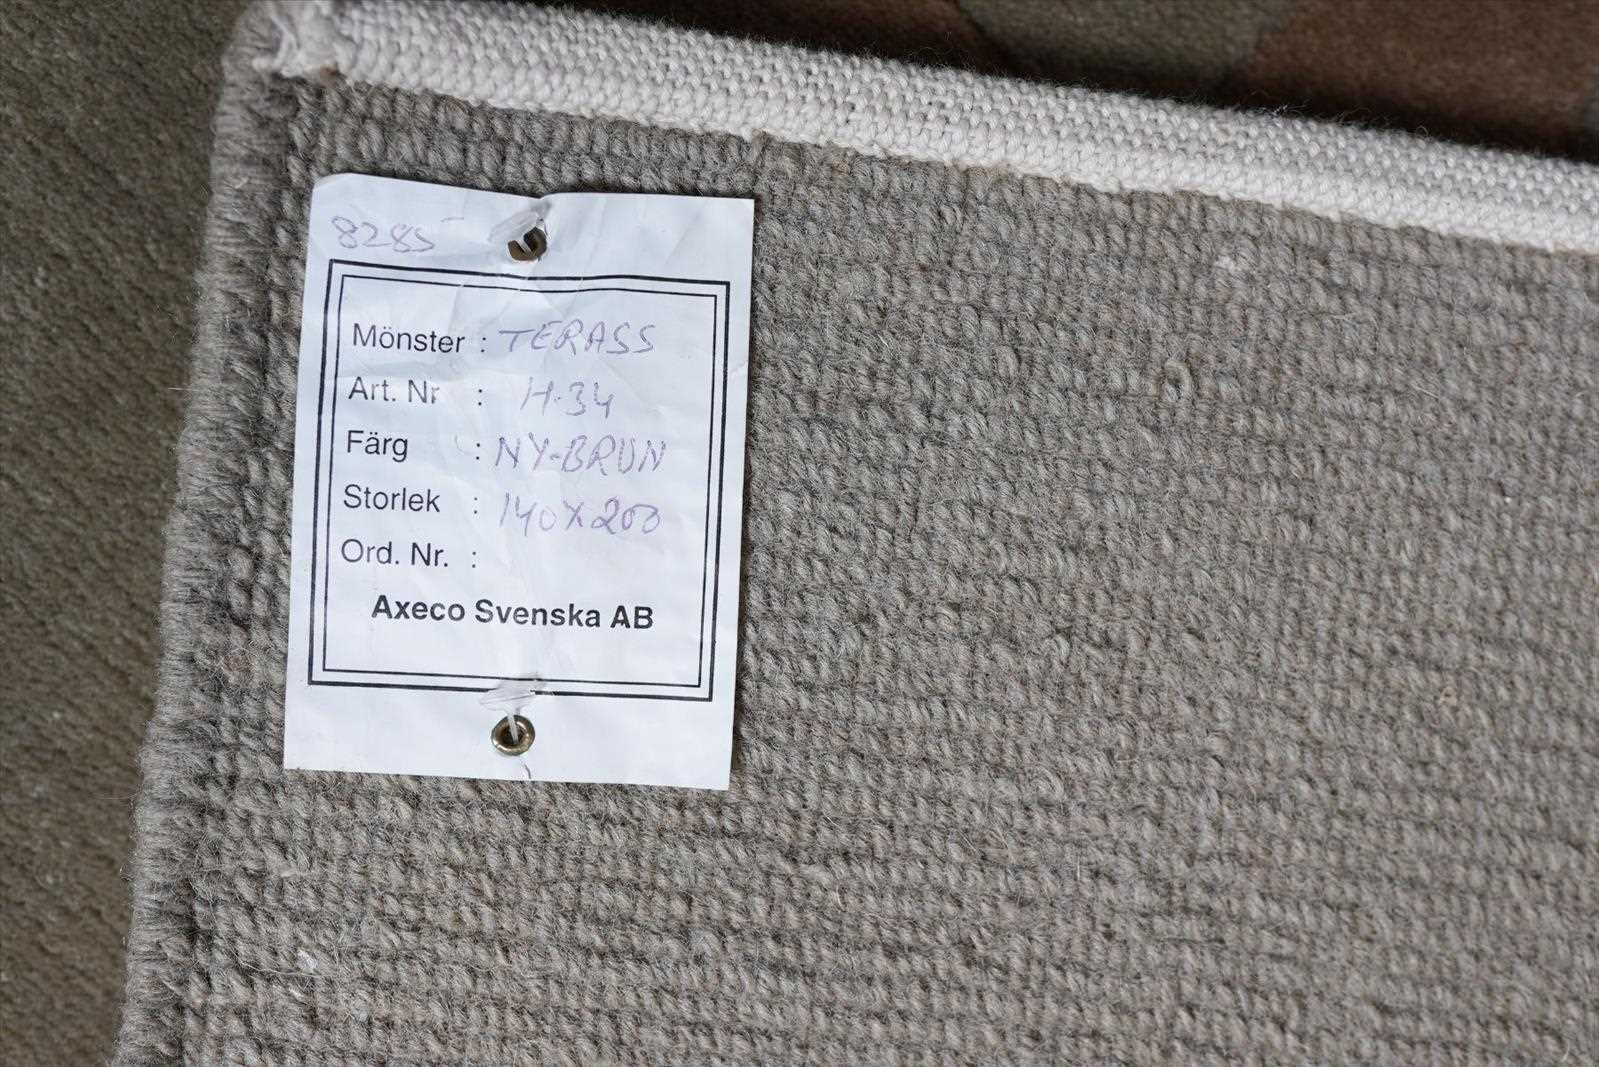 8285
Mönster : TERASS
Art. Nr : H-34
Färg : NY-BRUN
Storlek : 140X200
Ord. Nr. :
Axeco Svenska AB